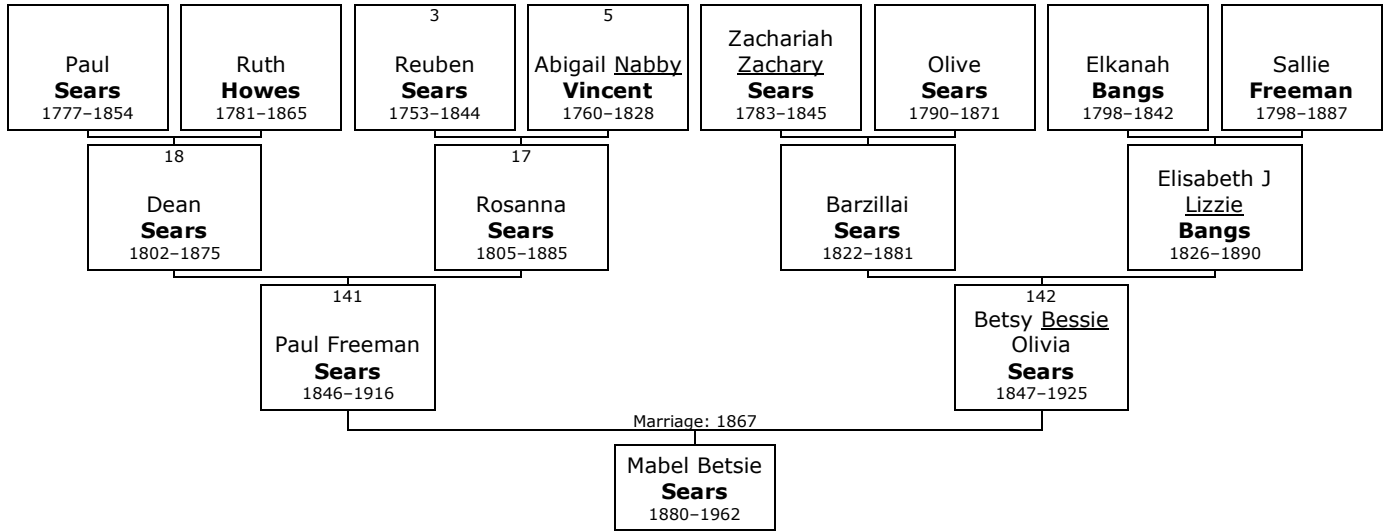 Paul
Sears
1777–1854
Ruth
Howes
1781–1865
3
Reuben
Sears
1753–1844
5
Abigail Nabby
Vincent
1760–1828
Zachariah
Zachary
Sears
1783–1845
Olive
Sears
1790–1871
Elkanah
Bangs
1798–1842
Sallie
Freeman
1798–1887
18
Dean
Sears
1802–1875
17
Rosanna
Sears
1805–1885
Barzillai
Sears
1822–1881
Elisabeth J
Lizzie
Bangs
1826–1890
141
Paul Freeman
Sears
1846–1916
142
Betsy Bessie
Olivia
Sears
1847–1925
Marriage: 1867
Mabel Betsie
Sears
1880–1962